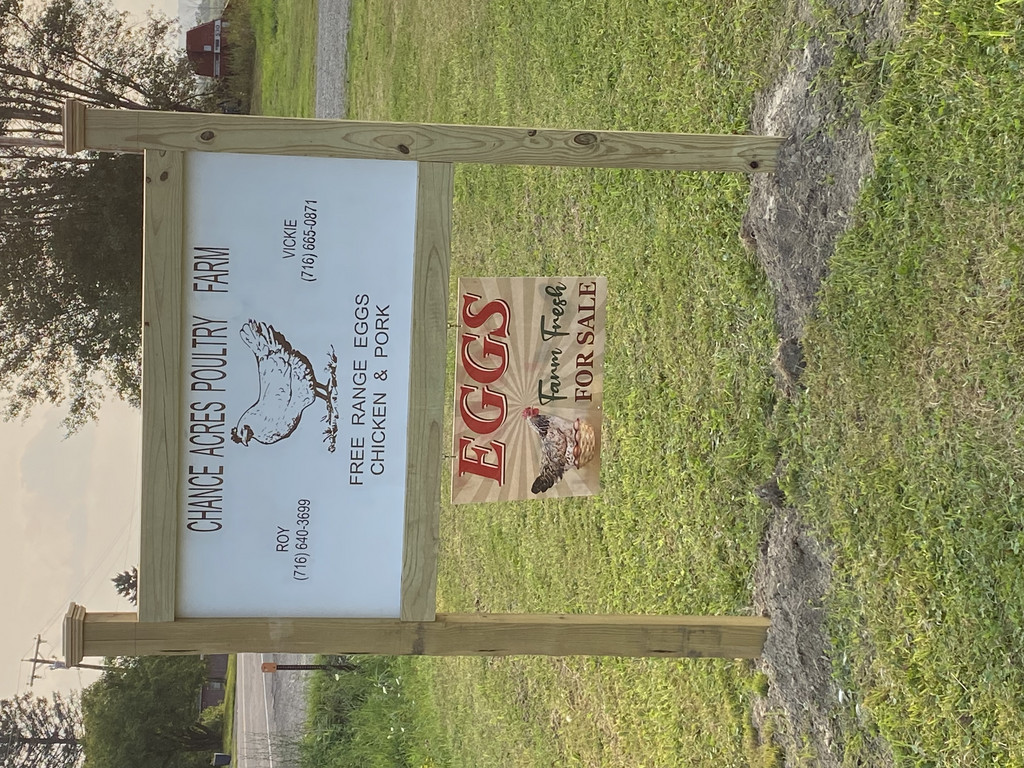 CHANCE ACRES POULTRY FARM
ROY
(716) 640-3699
VICKIE
(716) 665-0871
FREE RANGE EGGS
CHICKEN & PORK
EGGS
Farm Fresh
FOR SALE